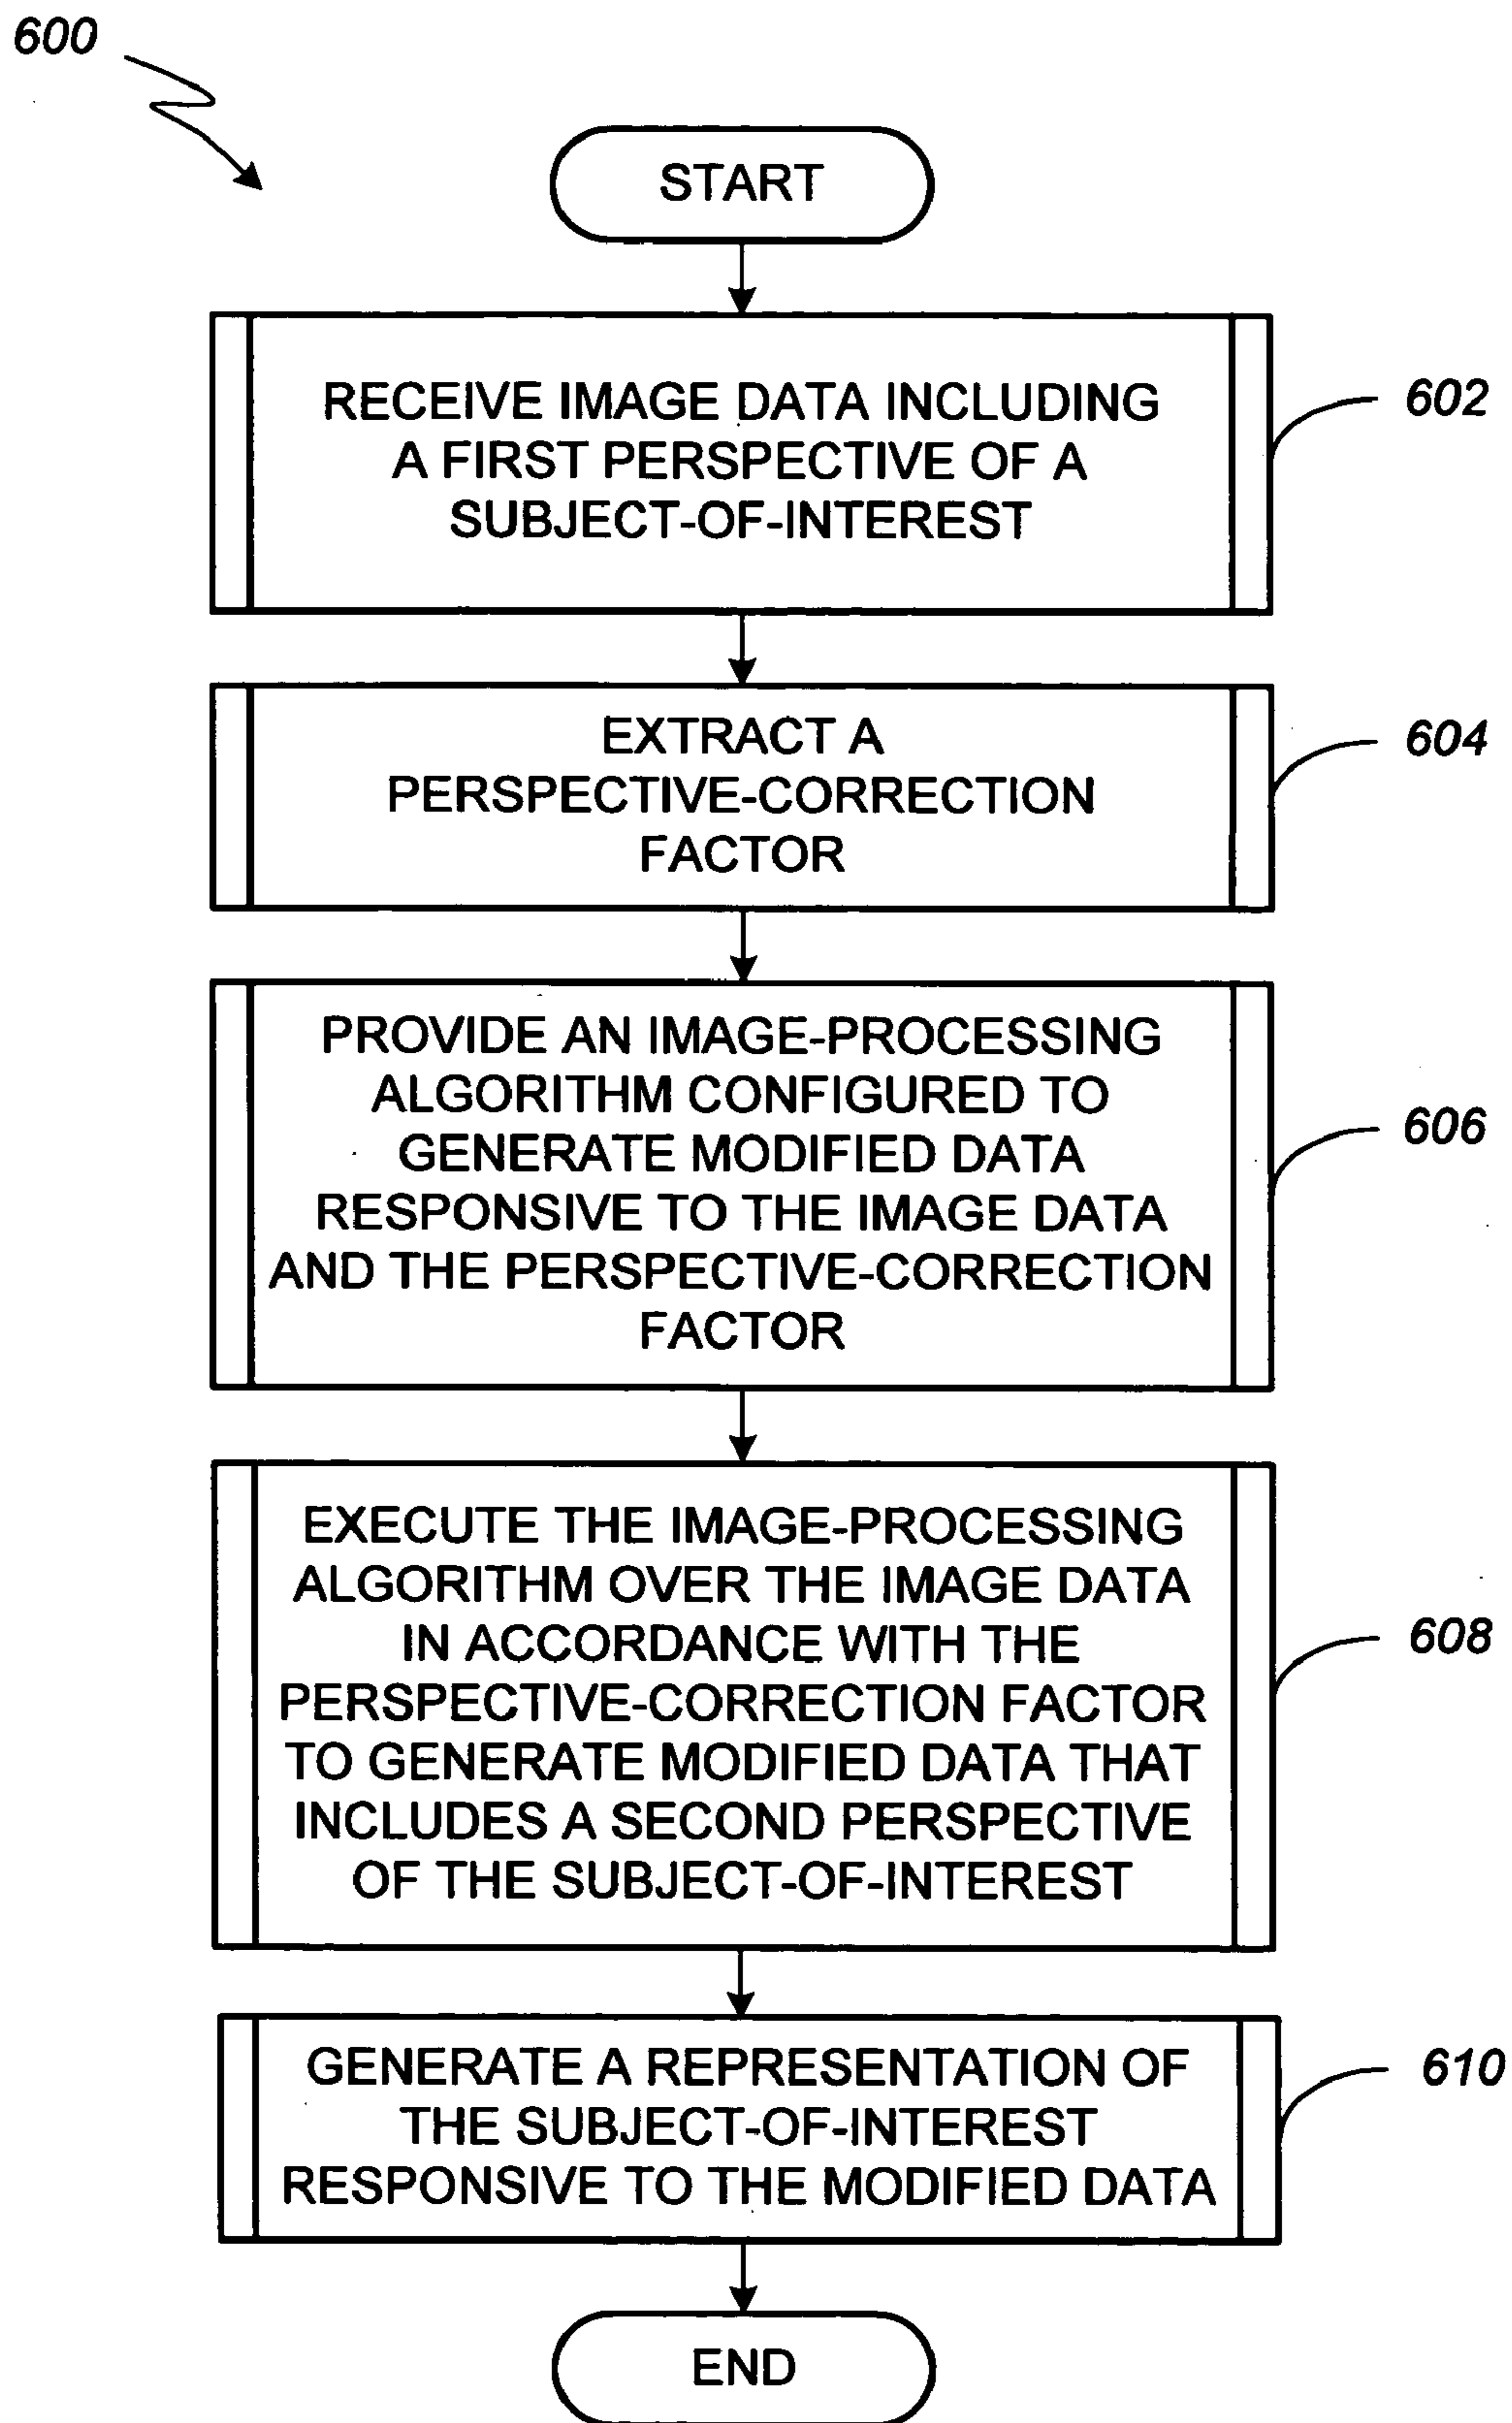 600
START
RECEIVE IMAGE DATA INCLUDING
A FIRST PERSPECTIVE OF A
SUBJECT-OF-INTEREST
602
EXTRACT A
PERSPECTIVE-CORRECTION
FACTOR
604
PROVIDE AN IMAGE-PROCESSING
ALGORITHM CONFIGURED TO
GENERATE MODIFIED DATA
RESPONSIVE TO THE IMAGE DATA
AND THE PERSPECTIVE-CORRECTION
FACTOR
606
EXECUTE THE IMAGE-PROCESSING
ALGORITHM OVER THE IMAGE DATA
IN ACCORDANCE WITH THE
PERSPECTIVE-CORRECTION FACTOR
TO GENERATE MODIFIED DATA THAT
INCLUDES A SECOND PERSPECTIVE
OF THE SUBJECT-OF-INTEREST
608
GENERATE A REPRESENTATION OF
THE SUBJECT-OF-INTEREST
RESPONSIVE TO THE MODIFIED DATA
610
END